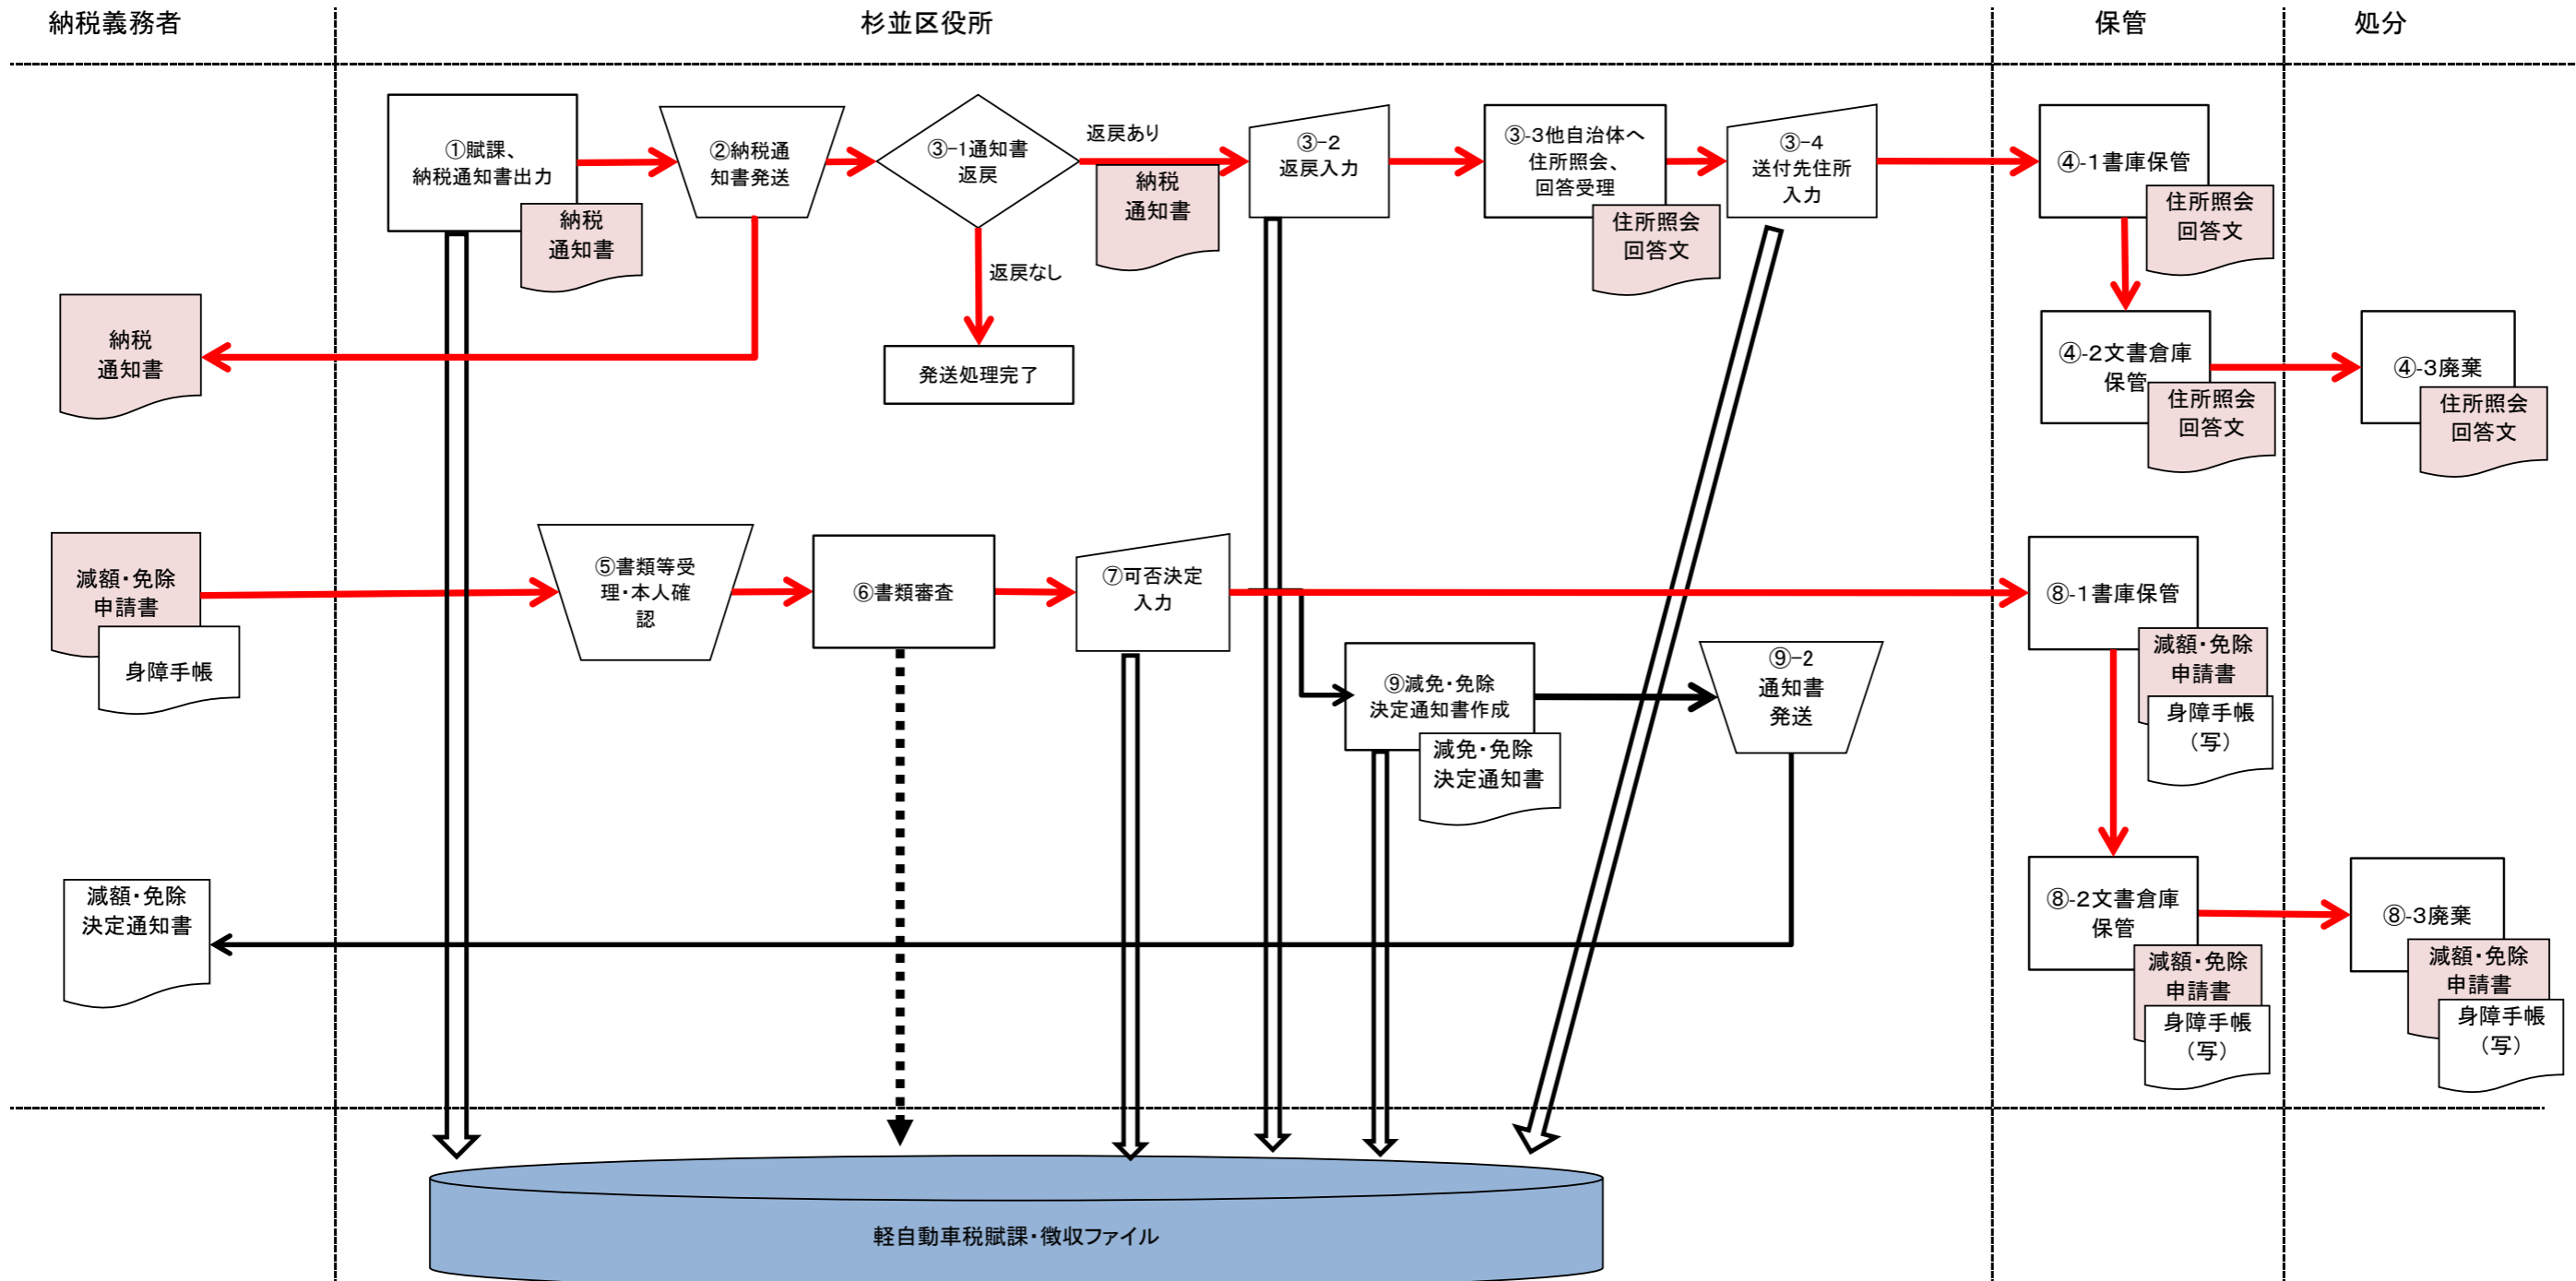 納税義務者
杉並区役所
保管
処分
①賦課、
納税通知書出力
納税
通知書
②納税通
知書発送
③-1通知書
返戻
返戻あり
納税
通知書
返戻なし
発送処理完了
③-2
返戻入力
③-3他自治体へ
住所照会、
回答受理
住所照会
回答文
③-4
送付先住所
入力
④-1書庫保管
住所照会
回答文
④-2文書倉庫
保管
住所照会
回答文
④-3廃棄
住所照会
回答文
納税
通知書
減額・免除
申請書
身障手帳
⑤書類等受
理・本人確
認
⑥書類審査
⑦可否決定
入力
⑨減免・免除
決定通知書作成
減免・免除
決定通知書
⑨-2
通知書
発送
⑧-1書庫保管
減額・免除
申請書
身障手帳
（写）
⑧-2文書倉庫
保管
減額・免除
申請書
身障手帳
（写）
⑧-3廃棄
減額・免除
申請書
身障手帳
（写）
減額・免除
決定通知書
軽自動車税賦課・徴収ファイル